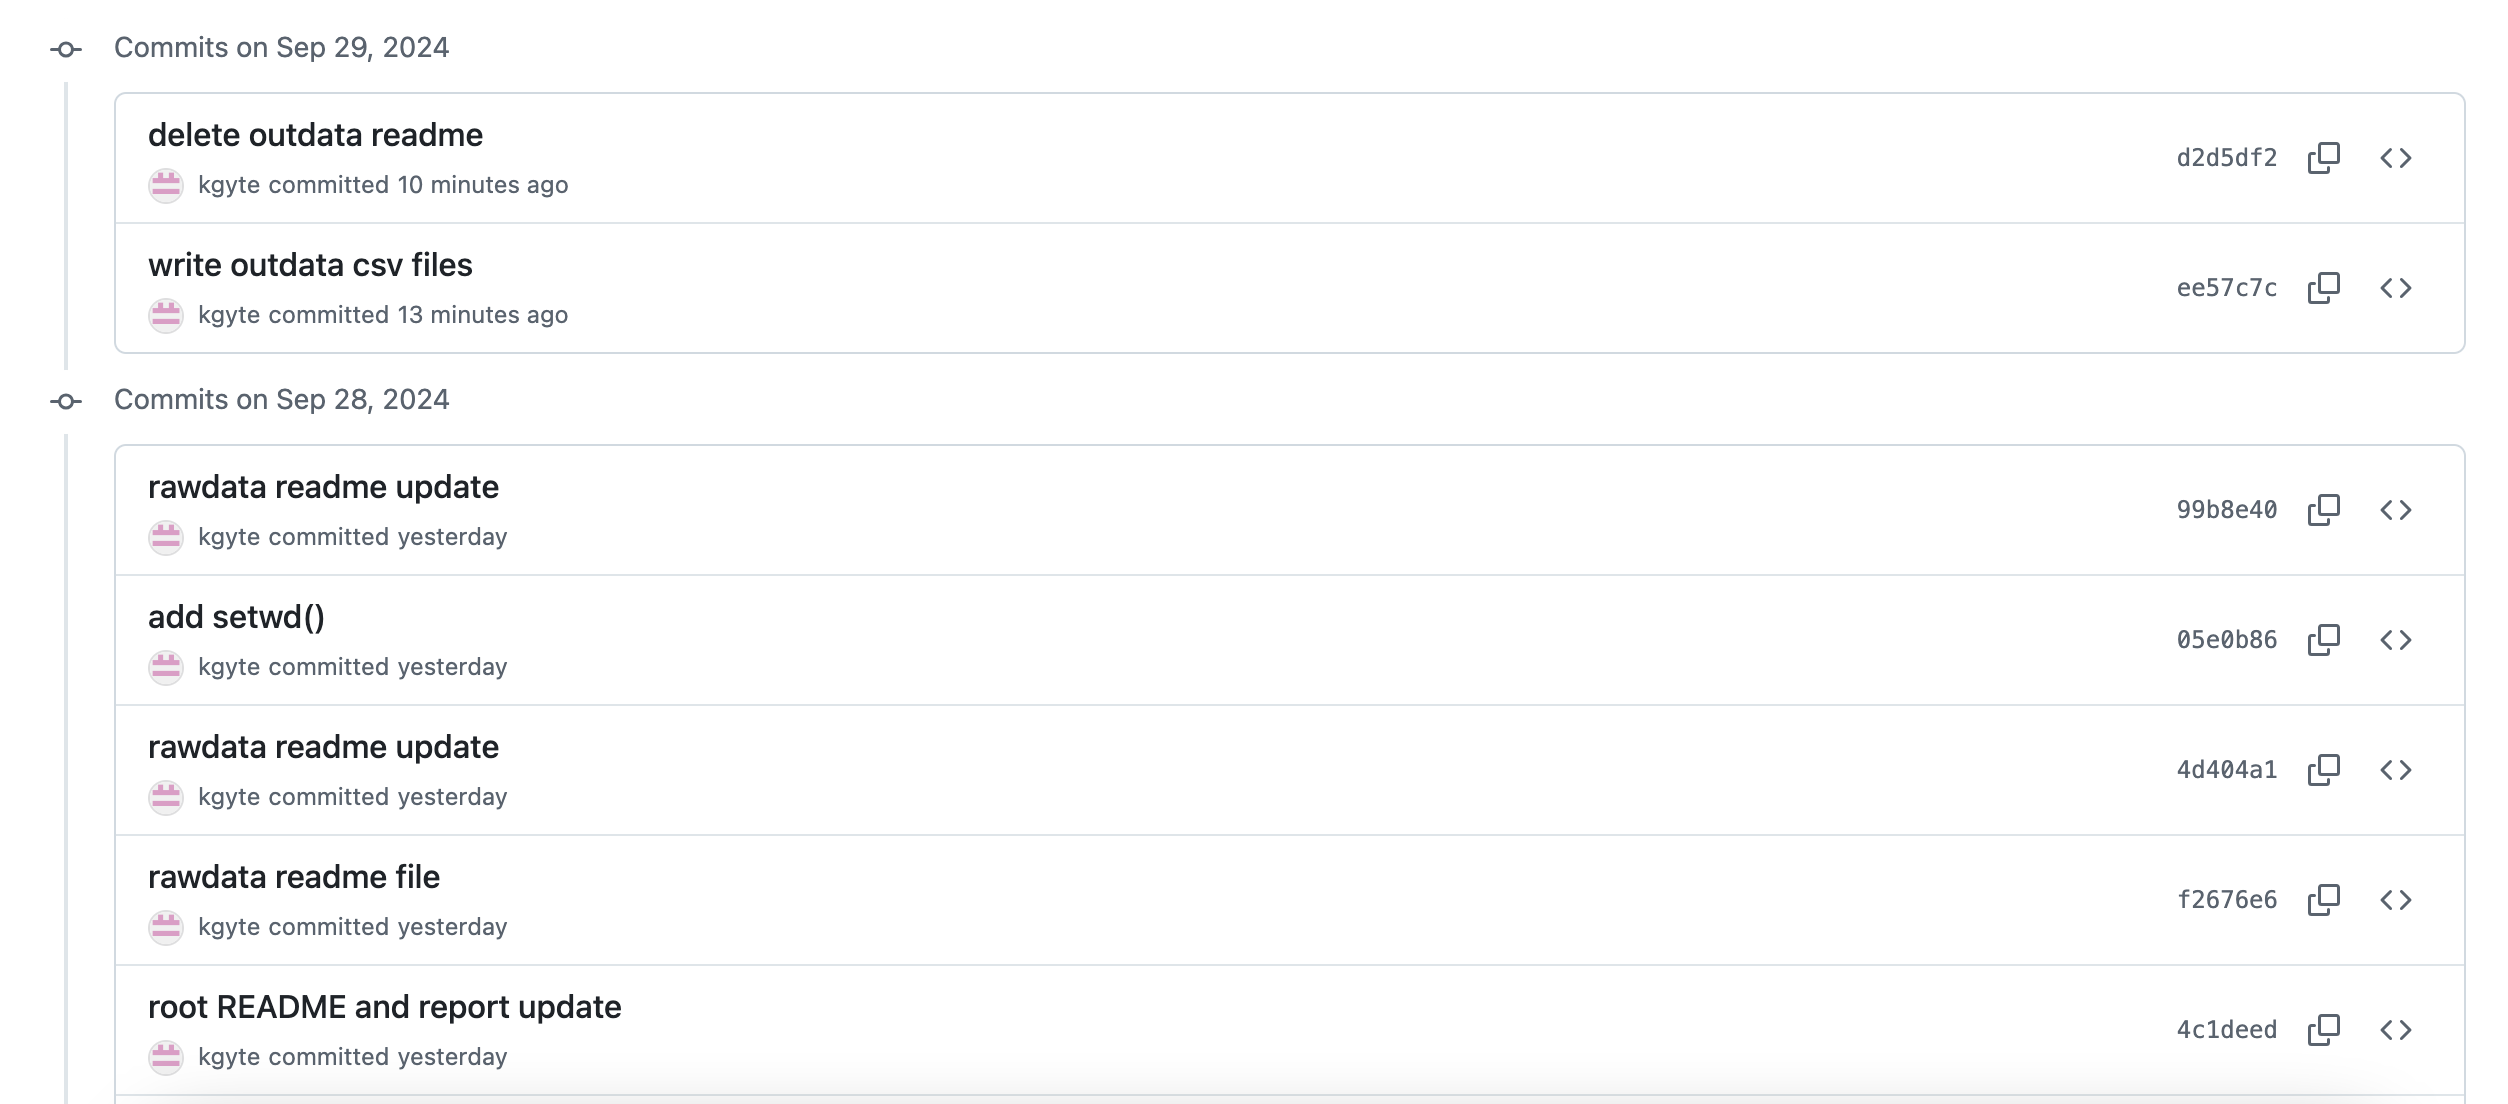 Commits on Sep 29, 2024
delete outdata readme
kgyte committed 10 minutes ago
d2d5df2
write outdata csv files
kgyte committed 13 minutes ago
ee57c7c
Commits on Sep 28, 2024
rawdata readme update
kgyte committed yesterday
99b8e40
add setwd()
kgyte committed yesterday
05e0b86
rawdata readme update
kgyte committed yesterday
4d404a1
rawdata readme file
kgyte committed yesterday
f2676e6
root README and report update
kgyte committed yesterday
4c1deed